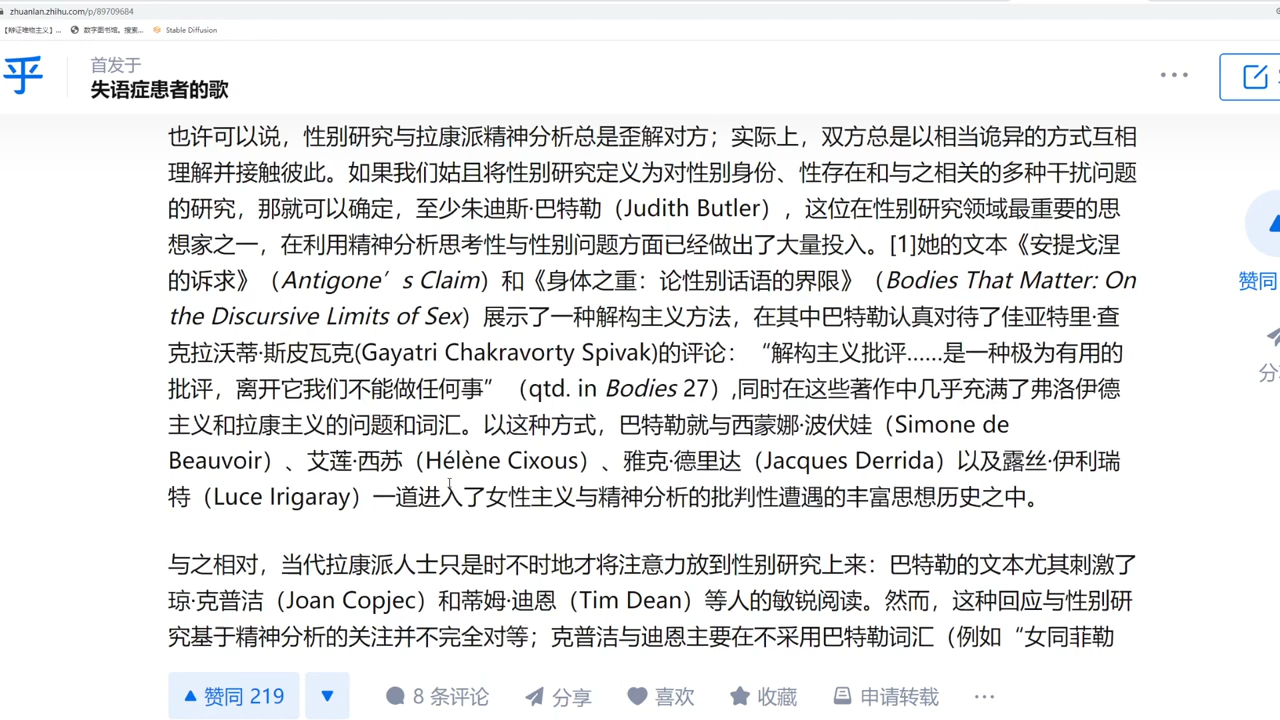 zhuanlan.zhihu.com/p/89709684
【辩证唯物主义】... 数字图书馆。搜索... Stable Diffusion
乎
首发于
失语症患者的歌
也许可以说，性别研究与拉康派精神分析总是歪解对方；实际上，双方总是以相当诡异的方式互相
理解并接触彼此。如果我们姑且将性别研究定义为对性别身份、性存在和与之相关的多种干扰问题
的研究，那就可以确定，至少朱迪斯·巴特勒（Judith Butler），这位在性别研究领域最重要的思
想家之一，在利用精神分析思考性与性别问题方面已经做出了大量投入。[1]她的文本《安提戈涅
的诉求》（Antigone’s Claim）和《身体之重：论性别话语的界限》（Bodies That Matter: On
the Discursive Limits of Sex）展示了一种解构主义方法，在其中巴特勒认真对待了佳亚特里·查
克拉沃蒂·斯皮瓦克(Gayatri Chakravorty Spivak)的评论：“解构主义批评……是一种极为有用的
批评，离开它我们不能做任何事”（qtd. in Bodies 27）,同时在这些著作中几乎充满了弗洛伊德
主义和拉康主义的问题和词汇。以这种方式，巴特勒就与西蒙娜·波伏娃（Simone de
Beauvoir）、艾莲·西苏（Hélène Cixous）、雅克·德里达（Jacques Derrida）以及露丝·伊利瑞
特（Luce Irigaray）一道进入了女性主义与精神分析的批判性遭遇的丰富思想历史之中。
与之相对，当代拉康派人士只是时不时地才将注意力放到性别研究上来：巴特勒的文本尤其刺激了
琼·克普洁（Joan Copjec）和蒂姆·迪恩（Tim Dean）等人的敏锐阅读。然而，这种回应与性别研
究基于精神分析的关注并不完全对等；克普洁与迪恩主要在不采用巴特勒词汇（例如“女同菲勒
赞同
赞同 219 8 条评论 分享 喜欢 收藏 申请转载